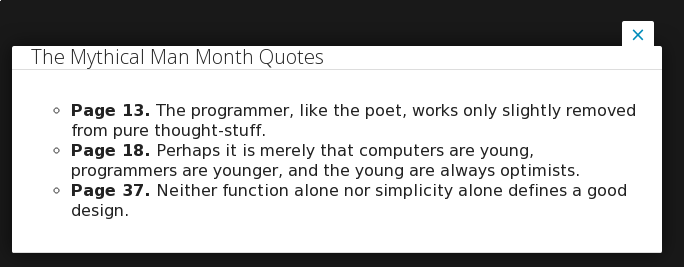 The Mythical Man Month Quotes
Page 13. The programmer, like the poet, works only slightly removed
from pure thought-stuff.
Page 18. Perhaps it is merely that computers are young,
programmers are younger, and the young are always optimists.
Page 37. Neither function alone nor simplicity alone defines a good
design.